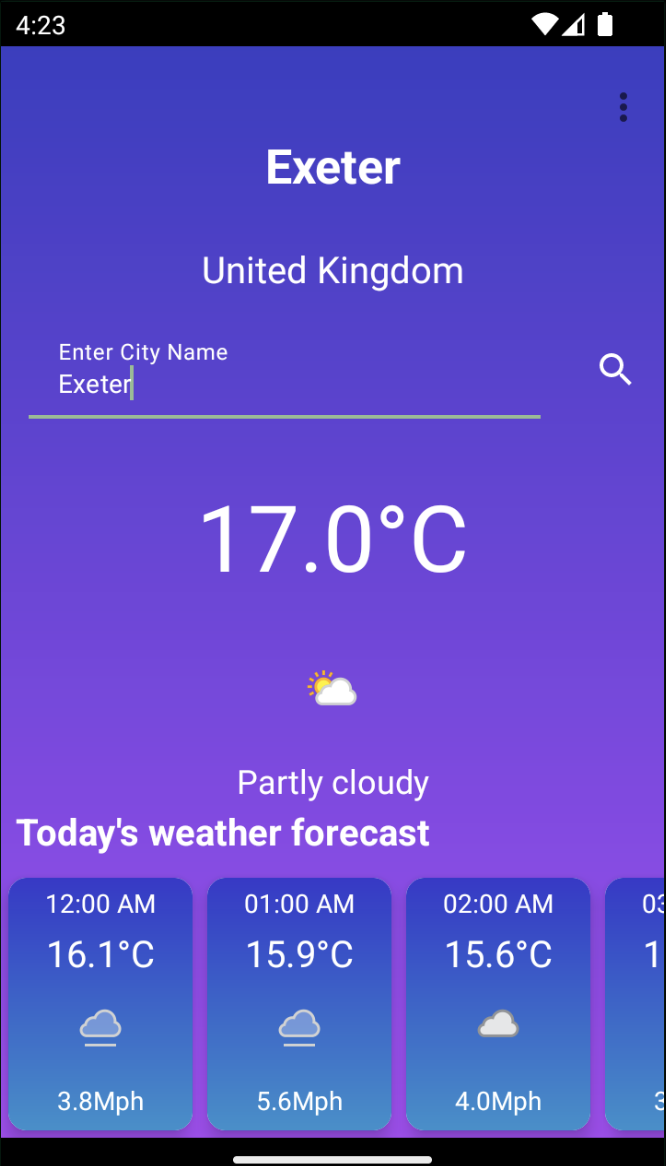 4:23
Exeter
United Kingdom
Enter City Name
Exeter
17.0°C
Partly cloudy
Today's weather forecast
12:00 AM 01:00 AM 02:00 AM 03
16.1°C 15.9°C 15.6°C 1
3.8Mph 5.6Mph 4.0Mph 3